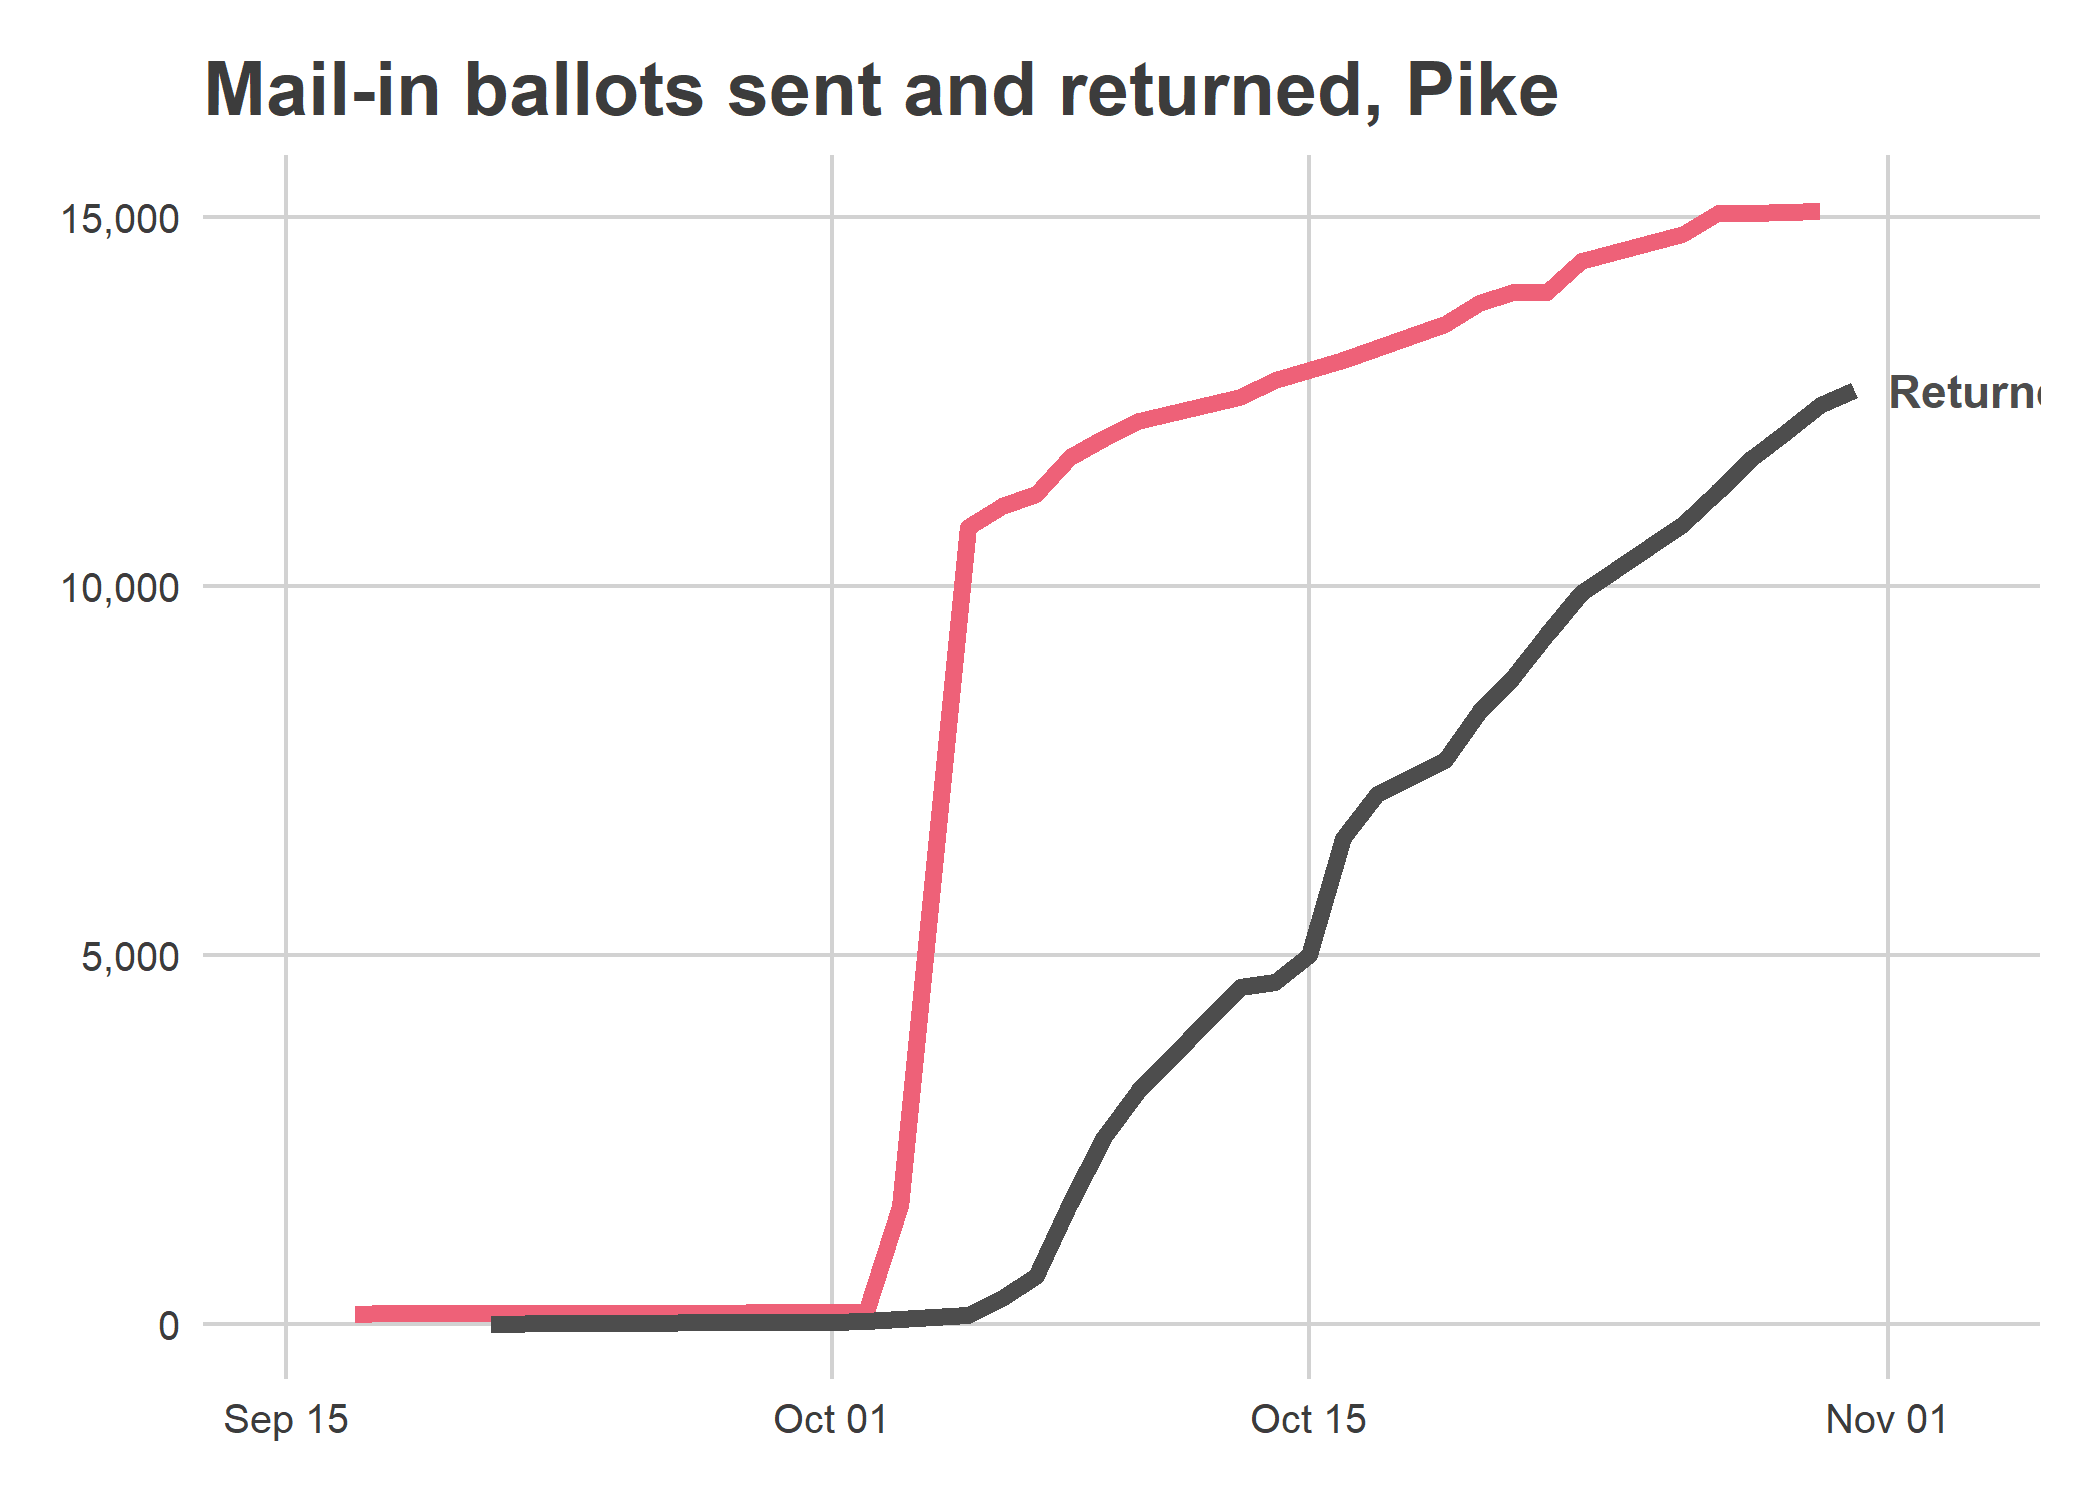 Mail-in ballots sent and returned, Pike
15,000
Returne
10,000
5,000
0
Sep 15 Oct 01 Oct 15 Nov 01